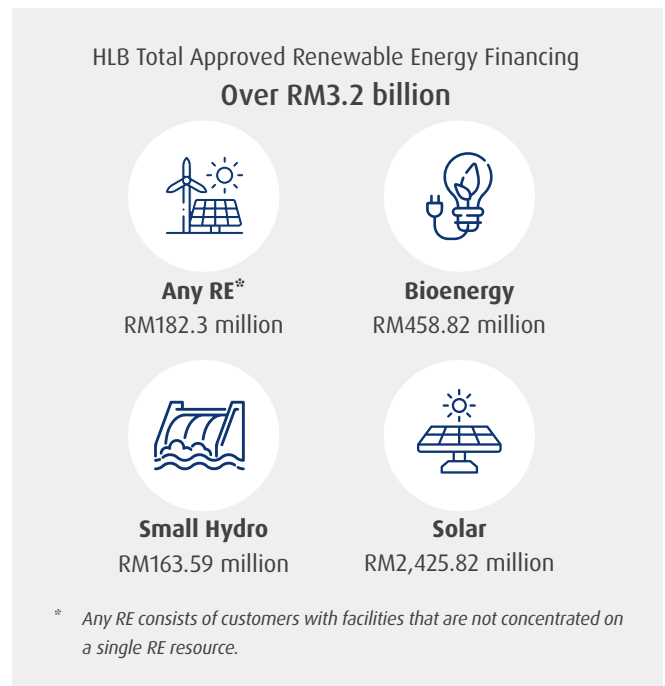 HLB Total Approved Renewable Energy Financing
Over RM3.2 billion
Any RE*
RM182.3 million
Bioenergy
RM458.82 million
Small Hydro
RM163.59 million
Solar
RM2,425.82 million
* Any RE consists of customers with facilities that are not concentrated on
a single RE resource.